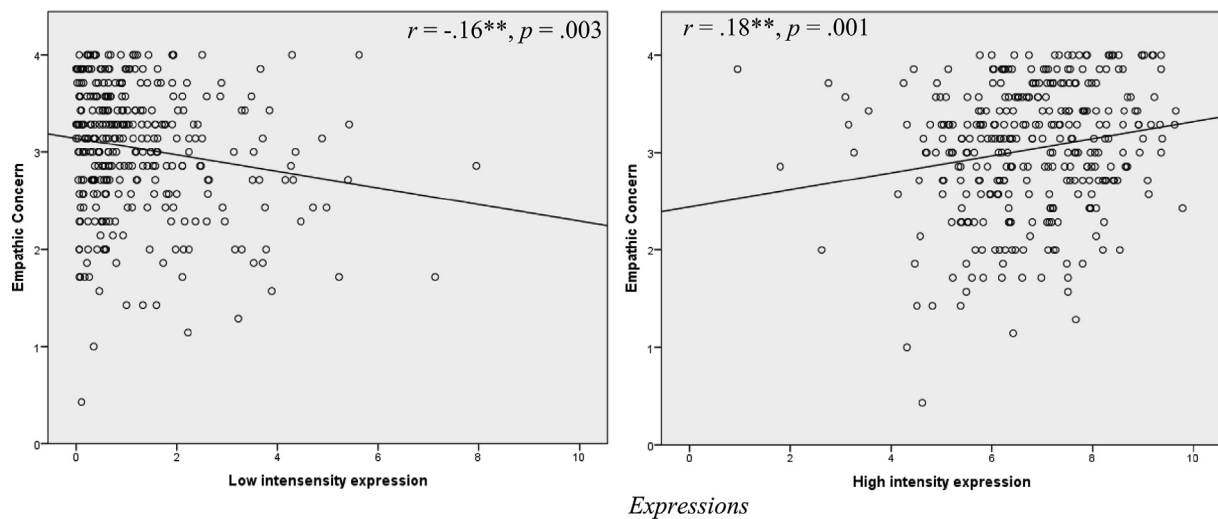 r = -.16**, p = .003
4
3
2
1
0
Empathic Concern
0 2 4 6 8 10
Low intensensity expression
r = .18**, p = .001
4
3
2
1
0
Empathic Concern
0 2 4 6 8 10
High intensity expression
Expressions